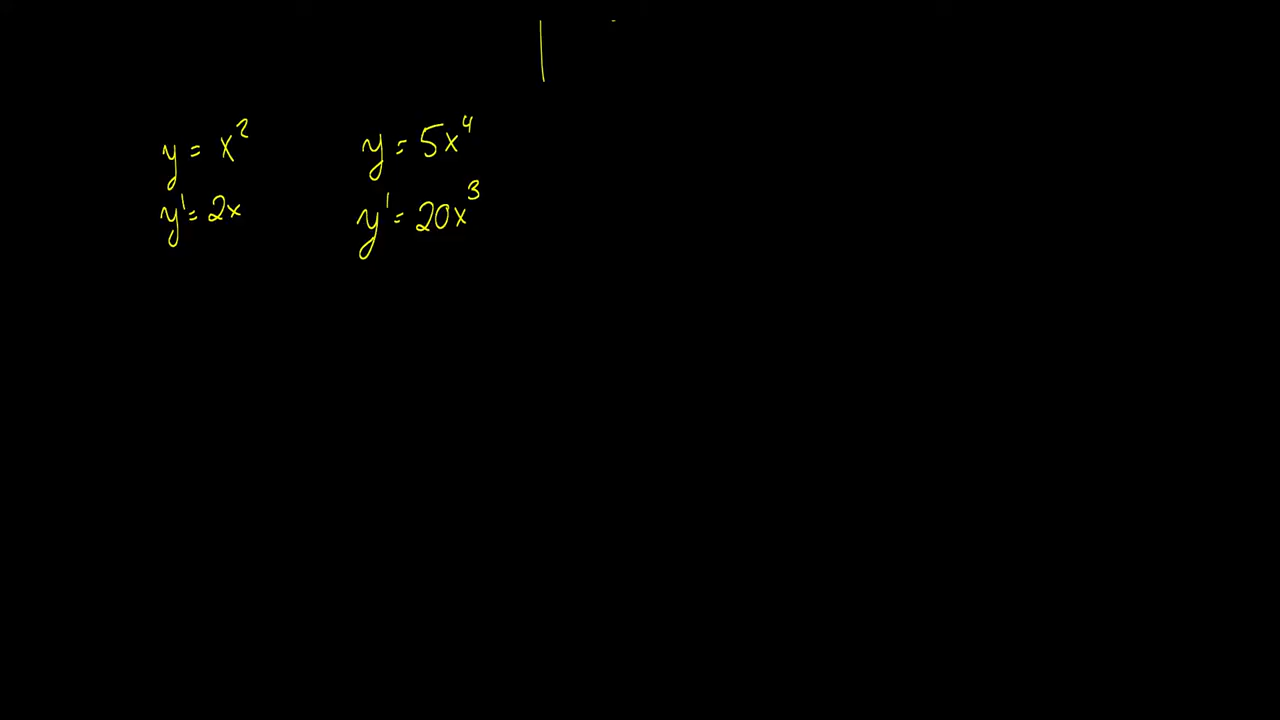 y = x² y = 5x⁴
y' = 2x y' = 20x³